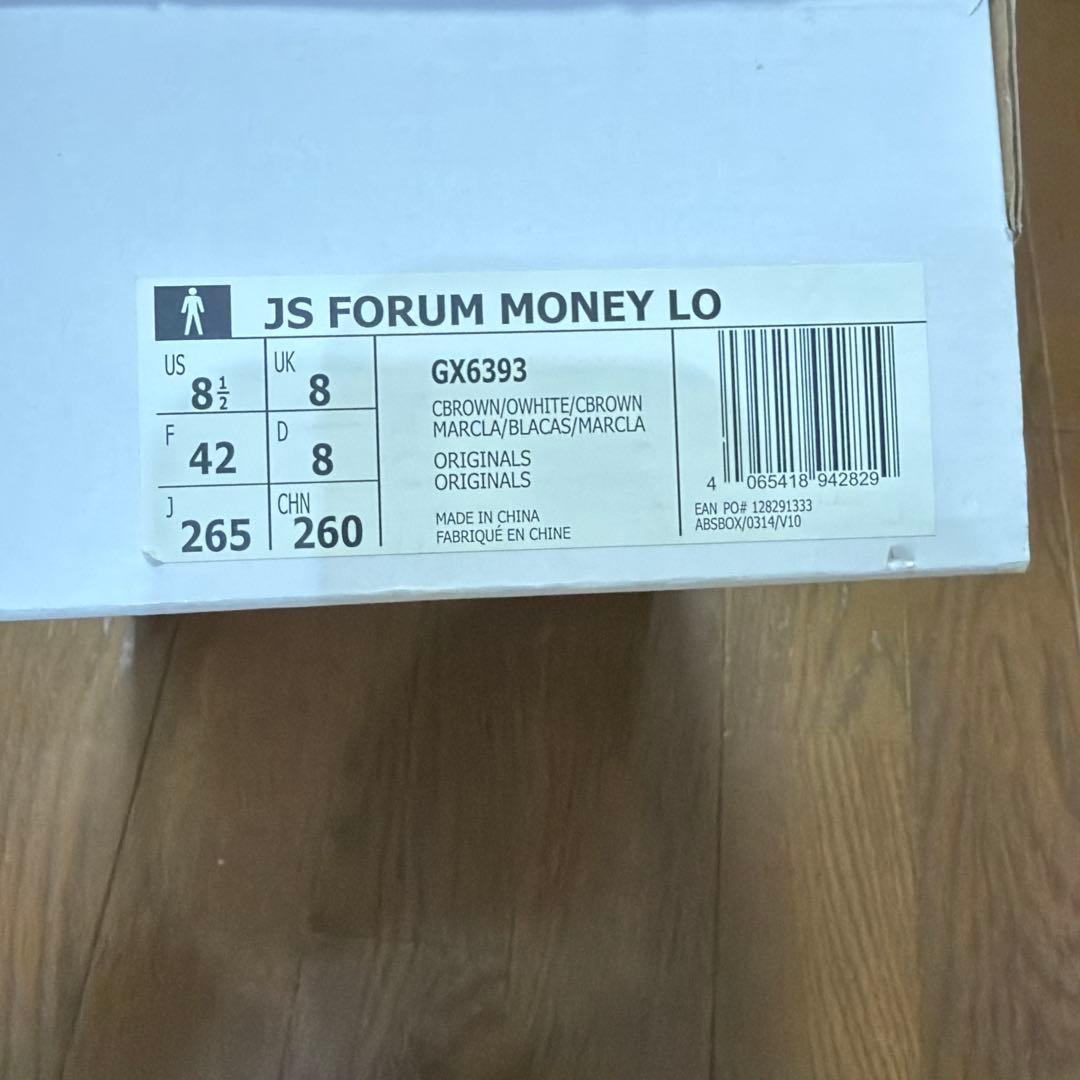 JS FORUM MONEY LO
US 8½ UK 8
F 42 D 8
J 265 CHN 260
GX6393
CBROWN/OWHITE/CBROWN
MARCLA/BLACAS/MARCLA
ORIGINALS
ORIGINALS
MADE IN CHINA
FABRIQUÉ EN CHINE
4 065418 942829
EAN PO# 128291333
ABSBOX/0314/V10